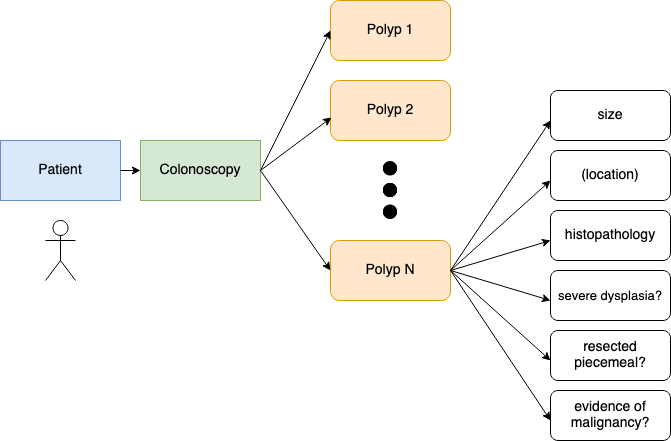 Patient
Colonoscopy
Polyp 1
Polyp 2
Polyp N
size
(location)
histopathology
severe dysplasia?
resected
piecemeal?
evidence of
malignancy?